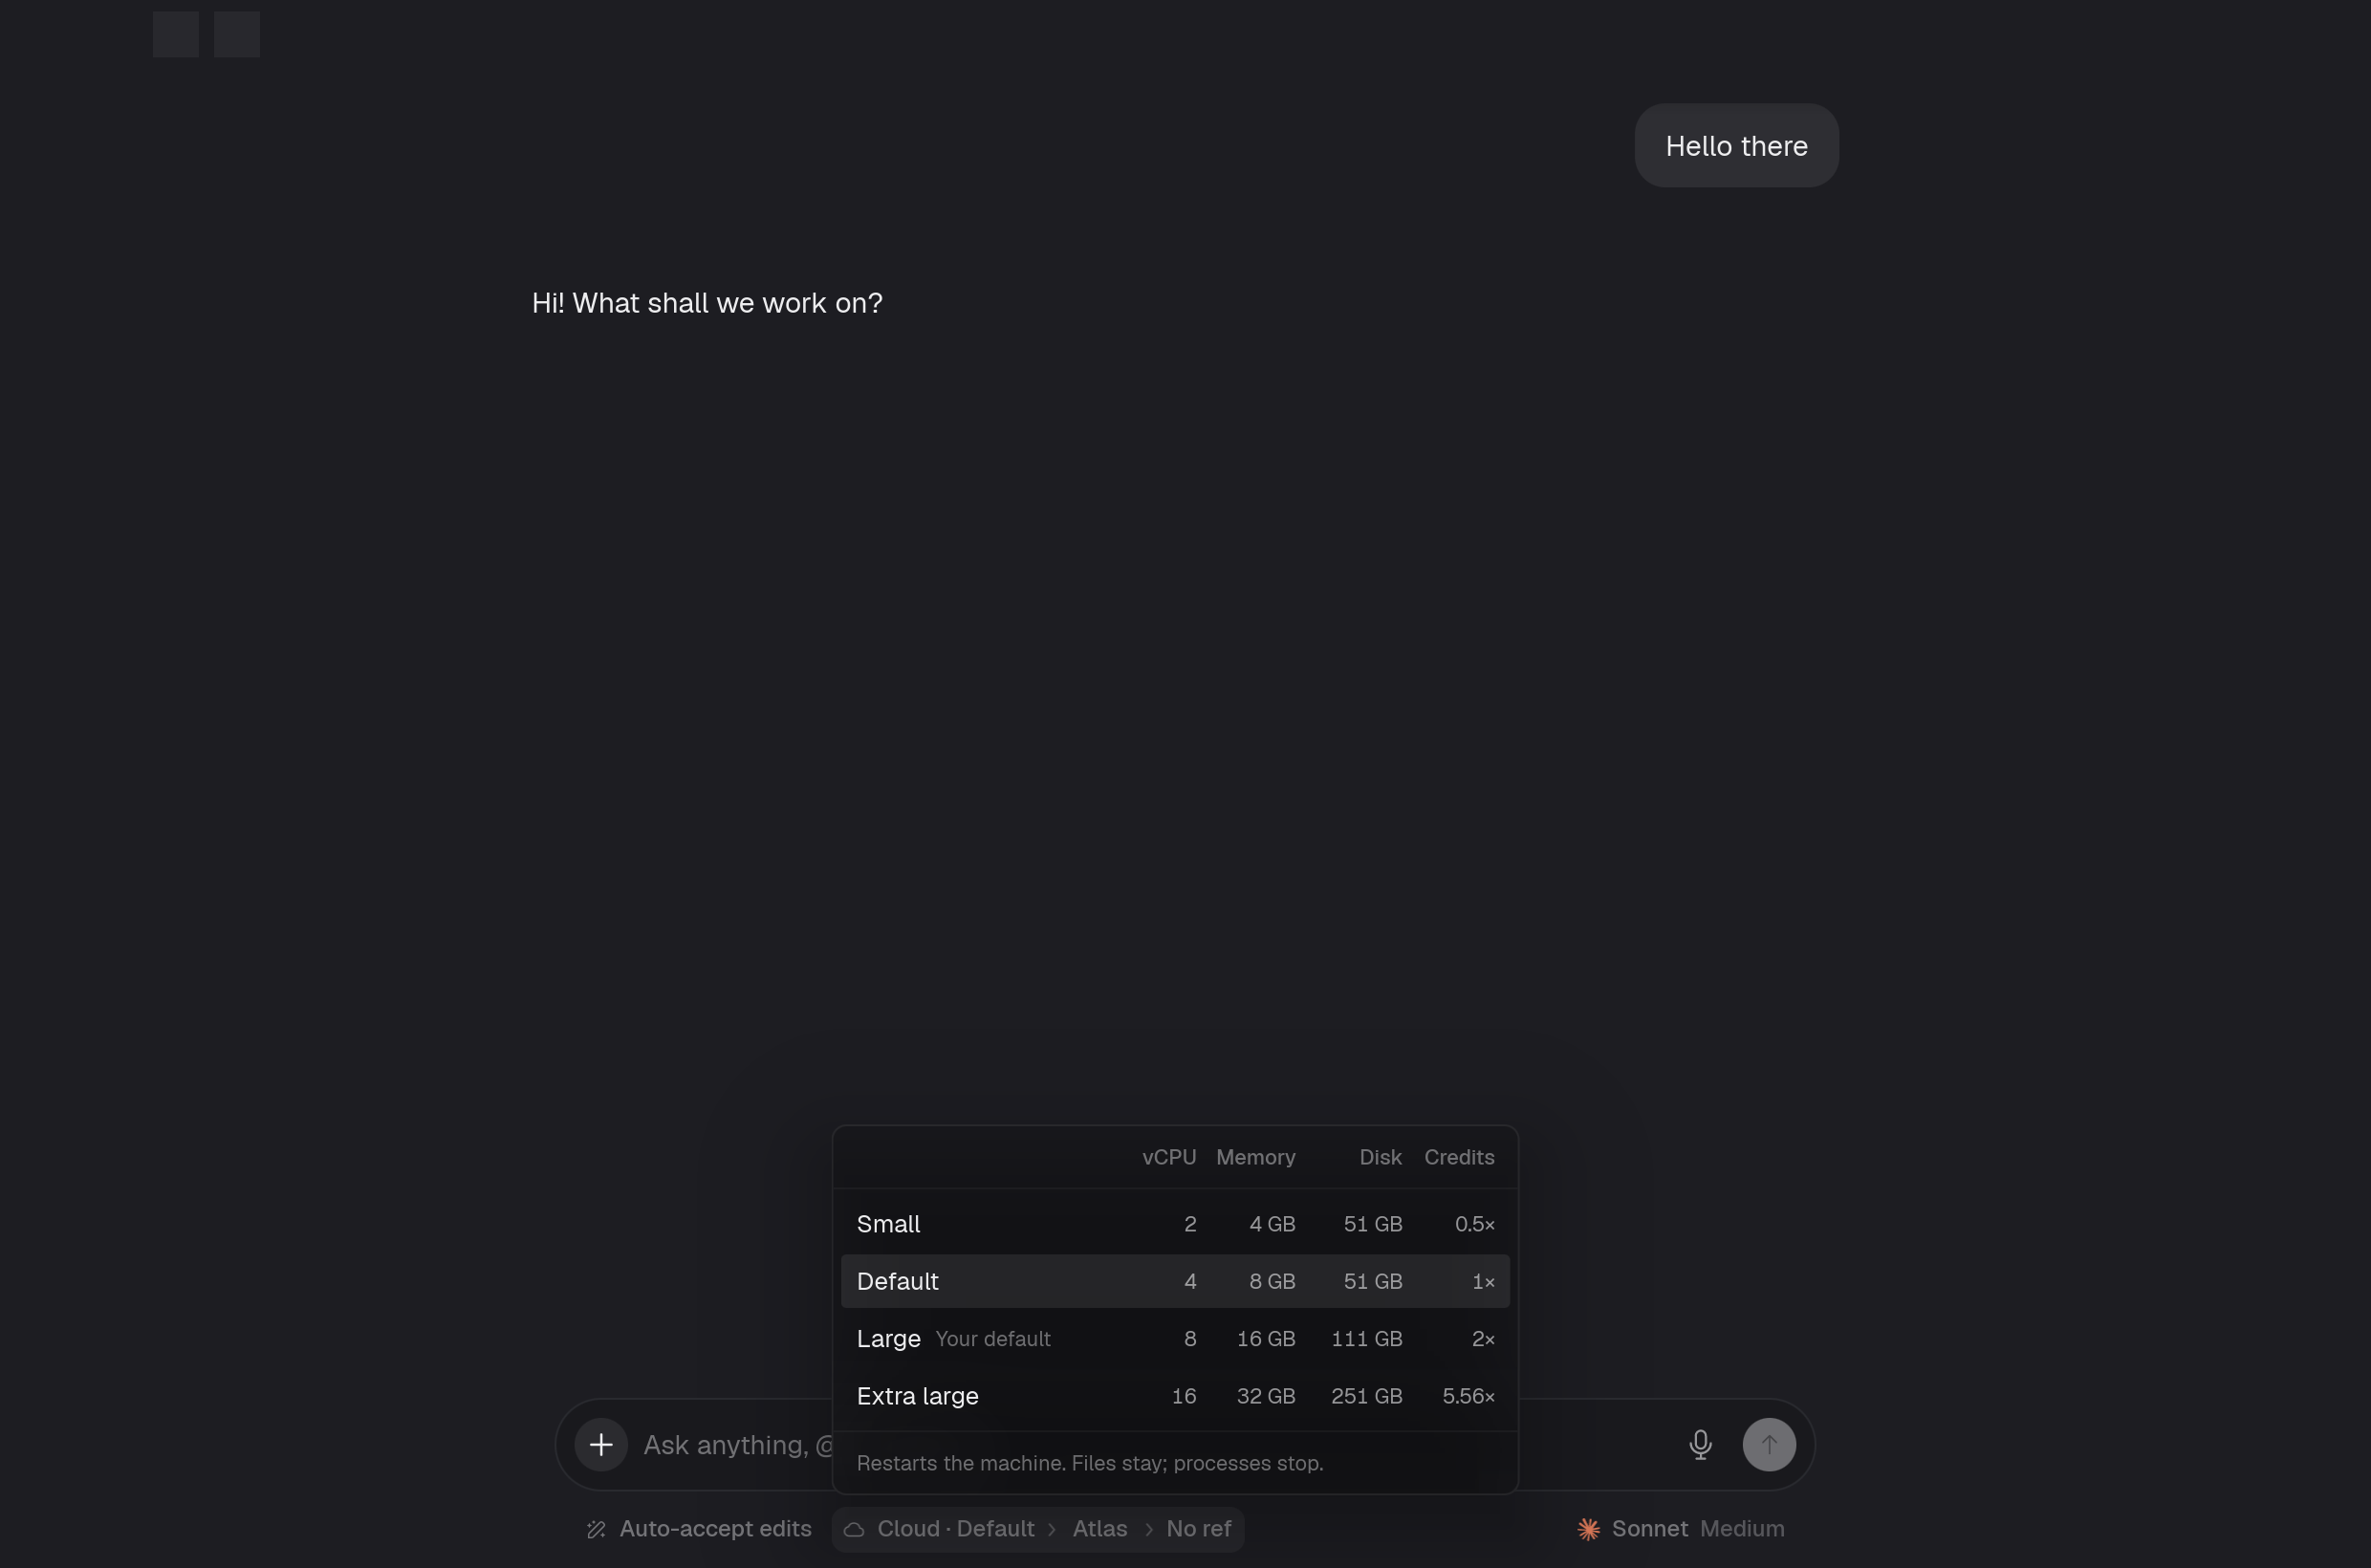 Hello there
Hi! What shall we work on?
vCPU Memory Disk Credits
Small 2 4 GB 51 GB 0.5×
Default 4 8 GB 51 GB 1×
Large Your default 8 16 GB 111 GB 2×
Extra large 16 32 GB 251 GB 5.56×
Restarts the machine. Files stay; processes stop.
Ask anything, @
Auto-accept edits Cloud · Default › Atlas › No ref Sonnet Medium